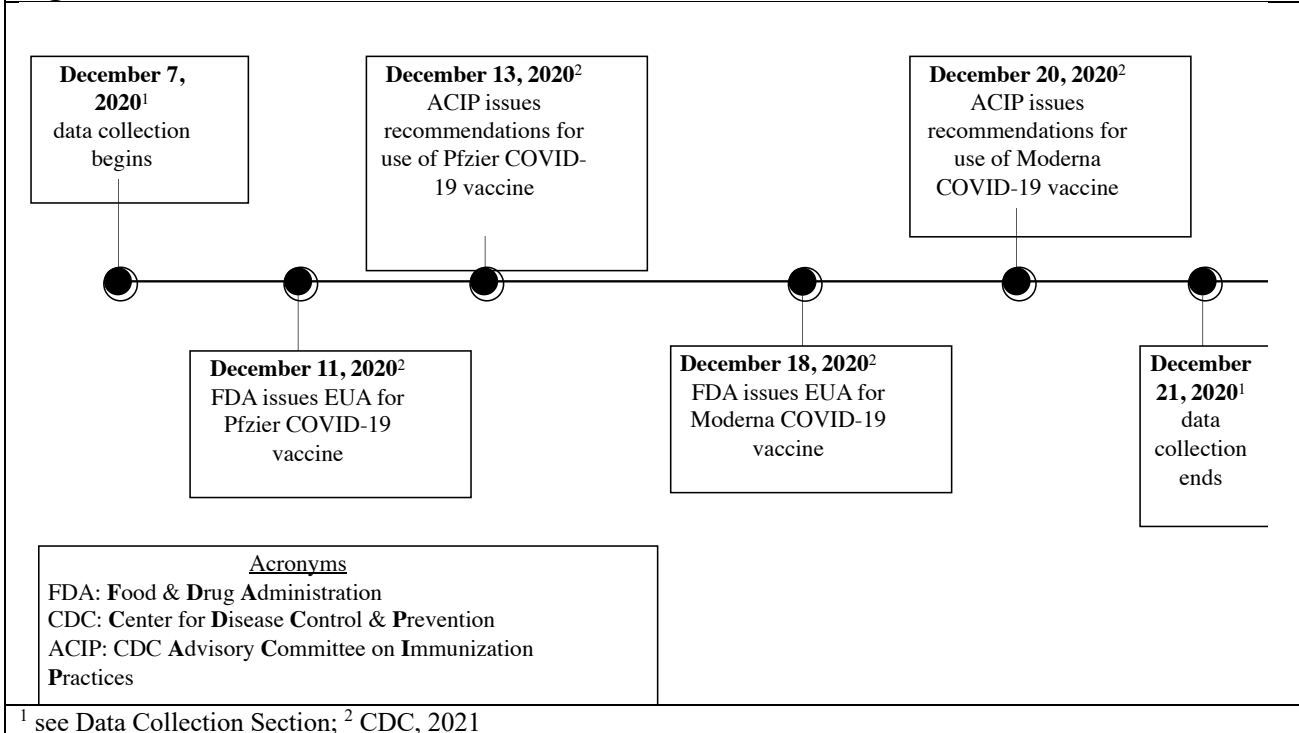 December 7,
2020¹
data collection
begins
December 13, 2020²
ACIP issues
recommendations for
use of Pfzier COVID-
19 vaccine
December 20, 2020²
ACIP issues
recommendations for
use of Moderna
COVID-19 vaccine
December 11, 2020²
FDA issues EUA for
Pfzier COVID-19
vaccine
December 18, 2020²
FDA issues EUA for
Moderna COVID-19
vaccine
December
21, 2020¹
data
collection
ends
Acronyms
FDA: Food & Drug Administration
CDC: Center for Disease Control & Prevention
ACIP: CDC Advisory Committee on Immunization
Practices
¹ see Data Collection Section; ² CDC, 2021